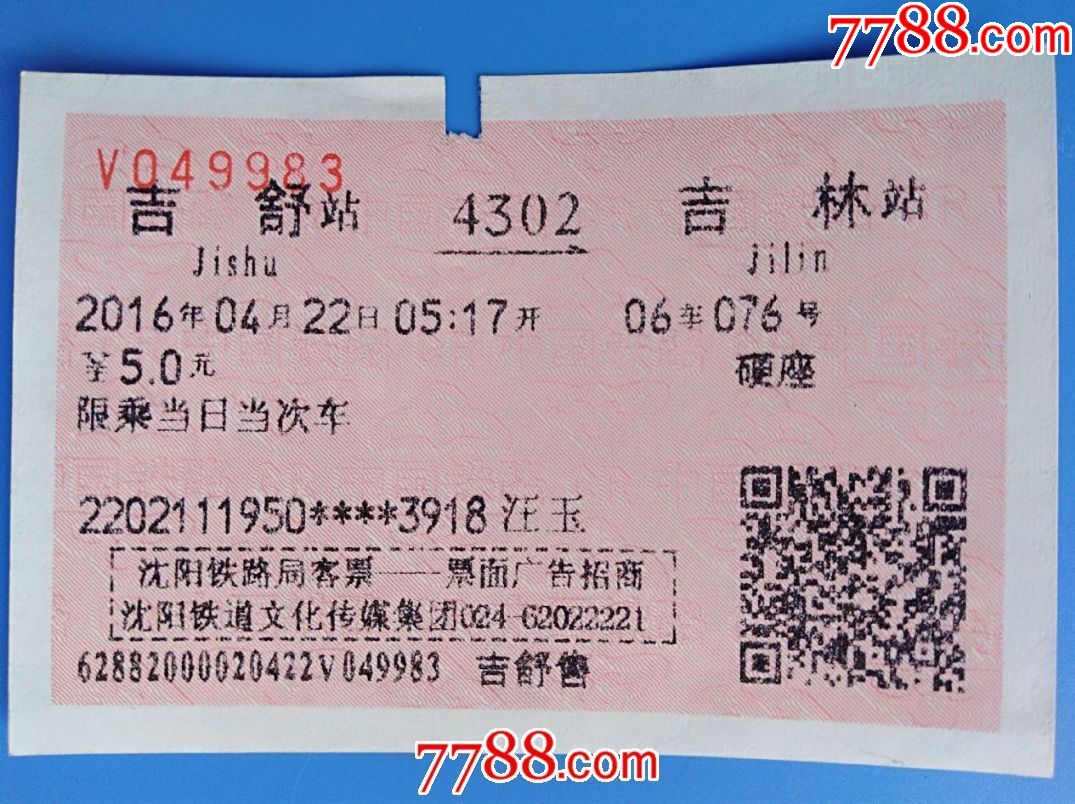 7788.com
V049983
吉 舒站 4302 吉 林站
Jishu jilin
2016年04月22日 05:17开 06车076号
￥5.0元 硬座
限乘当日当次车
2202111950****3918 汪玉
沈阳铁路局客票——票面广告招商
沈阳铁道文化传媒集团024-62022221
62882000020422V049983 吉舒售
7788.com